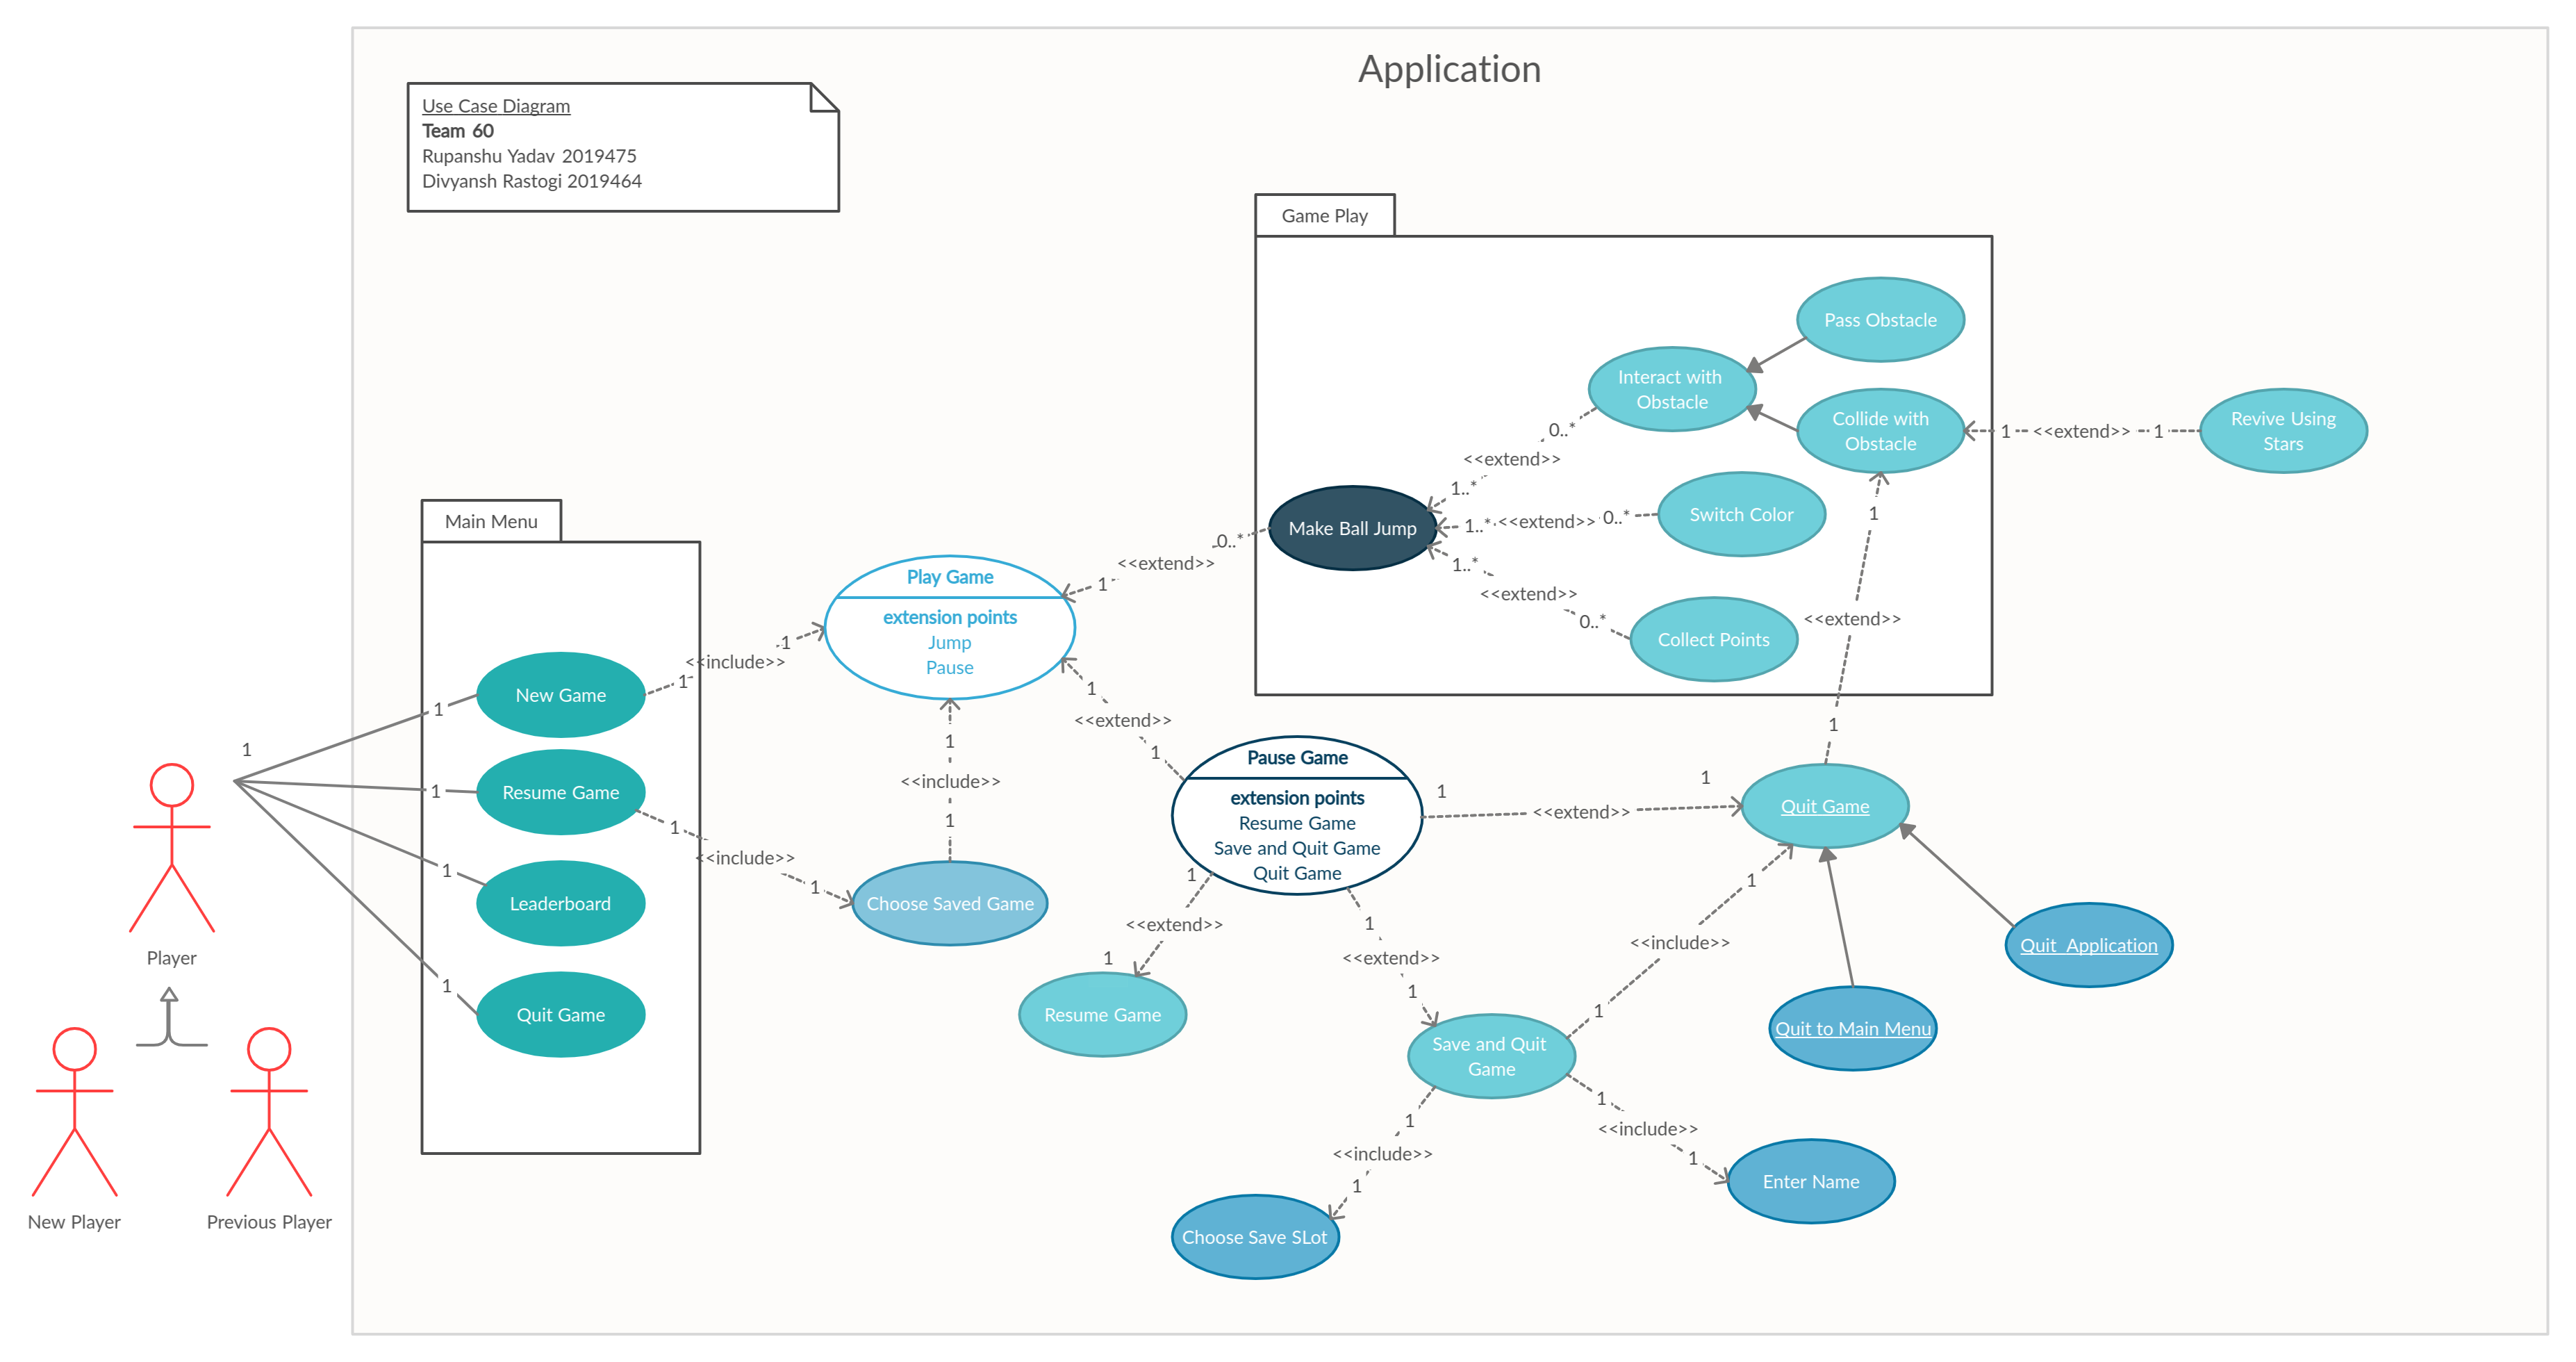 Application
Use Case Diagram
Team 60
Rupanshu Yadav 2019475
Divyansh Rastogi 2019464
Game Play
Pass Obstacle
Interact with
Obstacle
Collide with
Obstacle
1
<<extend>>
1
Revive Using
Stars
0..*
<<extend>>
1..*
Make Ball Jump
1..*
<<extend>>
0..*
Switch Color
1..*
<<extend>>
0..*
Collect Points
1
<<extend>>
1
0..*
<<extend>>
1
Main Menu
Play Game
extension points
Jump
Pause
1
<<include>>
1
New Game
1
1
Resume Game
1
Leaderboard
1
Quit Game
1
Player
New Player
Previous Player
1
<<include>>
1
1
<<include>>
1
Choose Saved Game
1
<<extend>>
1
Pause Game
extension points
Resume Game
Save and Quit Game
Quit Game
1
<<extend>>
1
Quit Game
1
<<extend>>
1
Resume Game
1
<<extend>>
1
Save and Quit
Game
1
<<include>>
1
Quit Application
Quit to Main Menu
1
<<include>>
1
Enter Name
1
<<include>>
1
Choose Save SLot